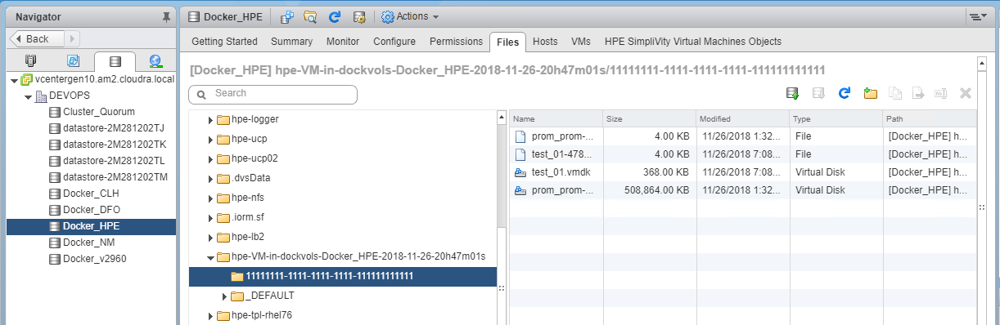 Navigator
Back
vcentergen10.am2.cloudra.local
DEVOPS
Cluster_Quorum
datastore-2M281202TJ
datastore-2M281202TK
datastore-2M281202TL
datastore-2M281202TM
Docker_CLH
Docker_DFO
Docker_HPE
Docker_NM
Docker_v2960
Docker_HPE Actions
Getting Started Summary Monitor Configure Permissions Files Hosts VMs HPE SimpliVity Virtual Machines Objects
[Docker_HPE] hpe-VM-in-dockvols-Docker_HPE-2018-11-26-20h47m01s/11111111-1111-1111-1111-111111111111
Search
hpe-logger
hpe-ucp
hpe-ucp02
.dvsData
hpe-nfs
.iorm.sf
hpe-lb2
hpe-VM-in-dockvols-Docker_HPE-2018-11-26-20h47m01s
11111111-1111-1111-1111-111111111111
_DEFAULT
hpe-tpl-rhel76
Name Size Modified Type Path
prom_prom-... 4.00 KB 11/26/2018 1:32... File [Docker_HPE] h...
test_01-478... 4.00 KB 11/26/2018 7:08... File [Docker_HPE] h...
test_01.vmdk 368.00 KB 11/26/2018 7:08... Virtual Disk [Docker_HPE] h...
prom_prom-... 508,864.00 KB 11/26/2018 1:32... Virtual Disk [Docker_HPE] h...